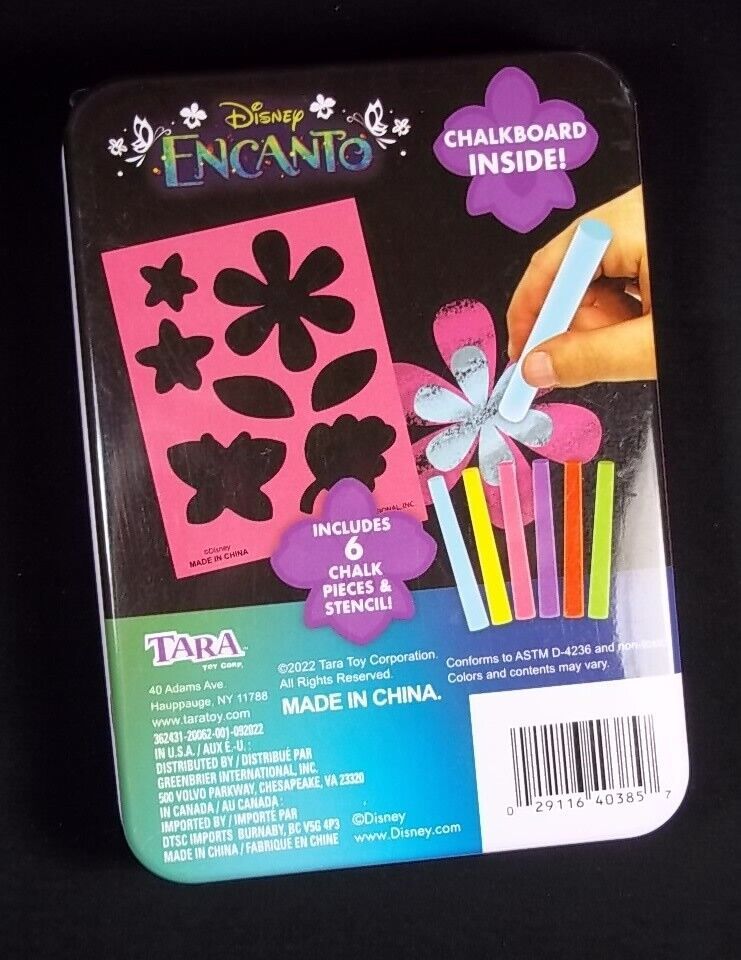 Disney
ENCANTO
CHALKBOARD
INSIDE!
©Disney
MADE IN CHINA
INC.
INCLUDES
6
CHALK
PIECES &
STENCIL!
TARA™
TOY CORP.
40 Adams Ave.
Hauppauge, NY 11788
www.taratoy.com
©2022 Tara Toy Corporation.
All Rights Reserved.
MADE IN CHINA.
Conforms to ASTM D-4236 and non-toxic.
Colors and contents may vary.
362431-20062-001-092022
IN U.S.A. / AUX É.-U. :
DISTRIBUTED BY / DISTRIBUÉ PAR
GREENBRIER INTERNATIONAL, INC.
500 VOLVO PARKWAY, CHESAPEAKE, VA 23320
IN CANADA / AU CANADA :
IMPORTED BY / IMPORTÉ PAR
DTSC IMPORTS BURNABY, BC V5G 4P3
MADE IN CHINA / FABRIQUE EN CHINE
©Disney
www.Disney.com
0 29116 40385 7